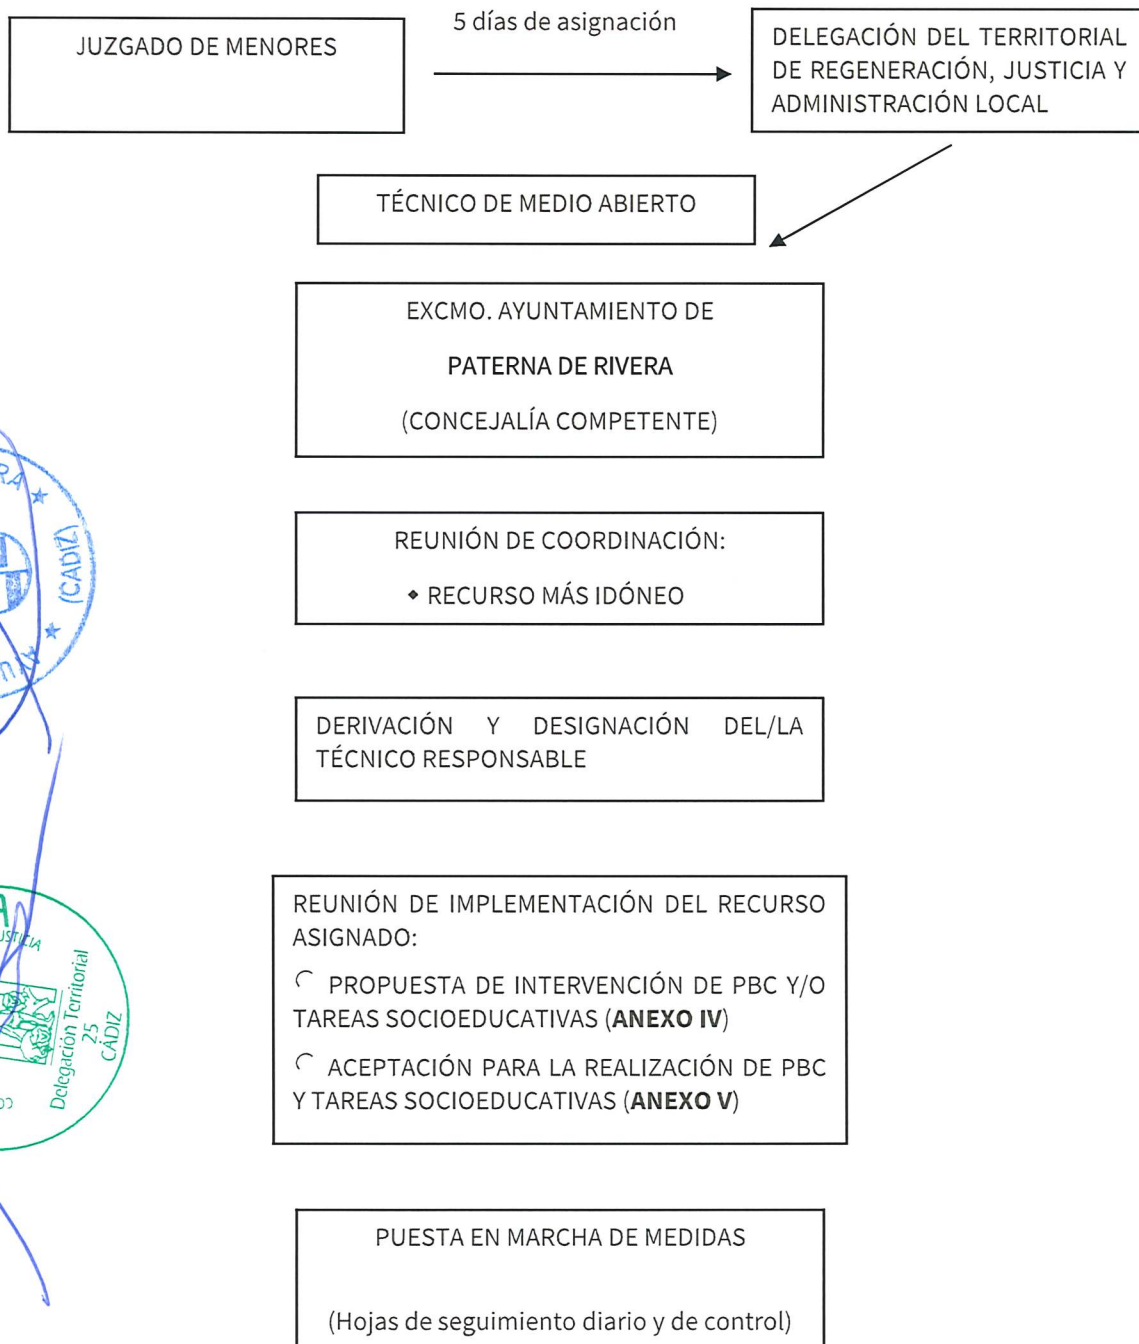 5 días de asignación
JUZGADO DE MENORES
DELEGACIÓN DEL TERRITORIAL
DE REGENERACIÓN, JUSTICIA Y
ADMINISTRACIÓN LOCAL
TÉCNICO DE MEDIO ABIERTO
EXCMO. AYUNTAMIENTO DE
PATERNA DE RIVERA
(CONCEJALÍA COMPETENTE)
REUNIÓN DE COORDINACIÓN:
❖ RECURSO MÁS IDÓNEO
DERIVACIÓN Y DESIGNACIÓN DEL/LA
TÉCNICO RESPONSABLE
REUNIÓN DE IMPLEMENTACIÓN DEL RECURSO
ASIGNADO:
PROPUESTA DE INTERVENCIÓN DE PBC Y/O
TAREAS SOCIOEDUCATIVAS (ANEXO IV)
ACEPTACIÓN PARA LA REALIZACIÓN DE PBC
Y TAREAS SOCIOEDUCATIVAS (ANEXO V)
PUESTA EN MARCHA DE MEDIDAS
(Hojas de seguimiento diario y de control)
(CADIZ)
Delegación Territorial
25
CÁDIZ